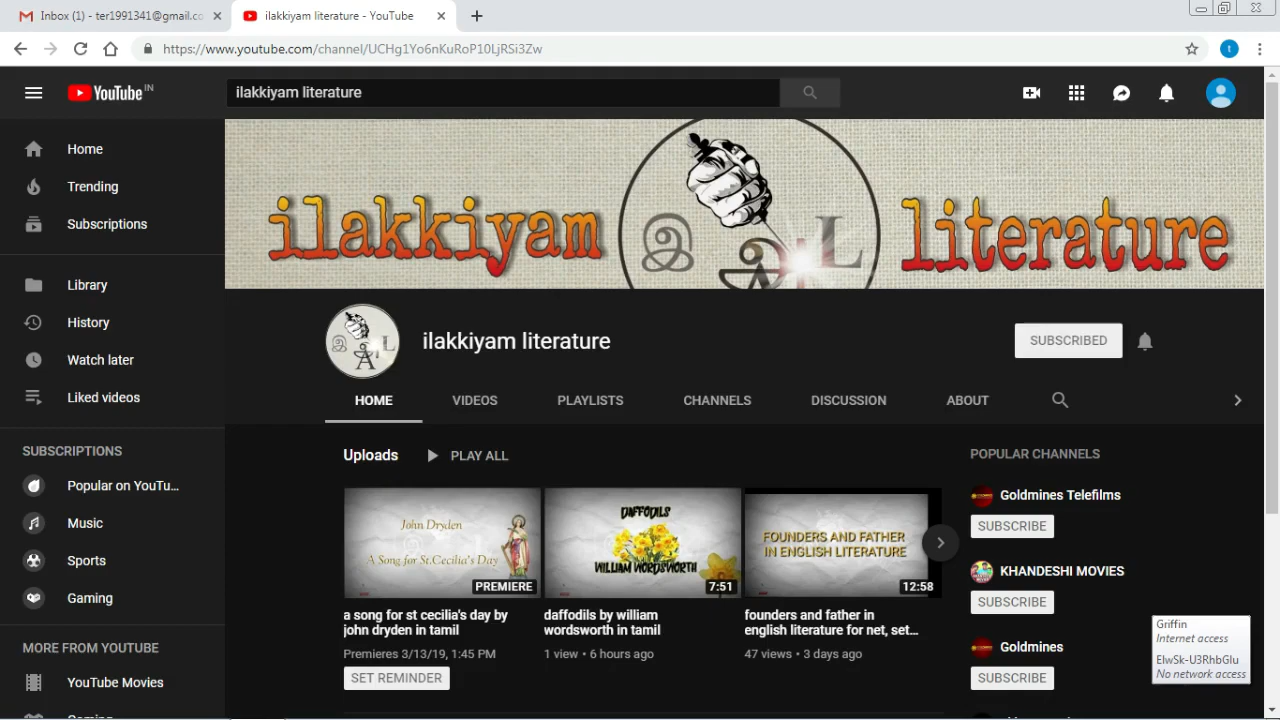 Inbox (1) - ter1991341@gmail.co
ilakkiyam literature - YouTube
https://www.youtube.com/channel/UCHg1Yo6nKuRoP10LjRSi3Zw
t
YouTube IN
ilakkiyam literature
Home
Trending
Subscriptions
Library
History
Watch later
Liked videos
SUBSCRIPTIONS
Popular on YouTu...
Music
Sports
Gaming
MORE FROM YOUTUBE
YouTube Movies
ilakkiyam இ A L literature
இ A L
ilakkiyam literature
SUBSCRIBED
HOME
VIDEOS
PLAYLISTS
CHANNELS
DISCUSSION
ABOUT
Uploads
PLAY ALL
John Dryden
A Song for St.Cecilia's Day
PREMIERE
a song for st cecilia's day by
john dryden in tamil
Premieres 3/13/19, 1:45 PM
SET REMINDER
DAFFODILS
WILLIAM WORDSWORTH
7:51
daffodils by william
wordsworth in tamil
1 view • 6 hours ago
FOUNDERS AND FATHER
IN ENGLISH LITERATURE
12:58
founders and father in
english literature for net, set...
47 views • 3 days ago
POPULAR CHANNELS
Goldmines Telefilms
SUBSCRIBE
KHANDESHI MOVIES
SUBSCRIBE
Goldmines
SUBSCRIBE
Griffin
Internet access
ElwSk-U3RhbGlu
No network access